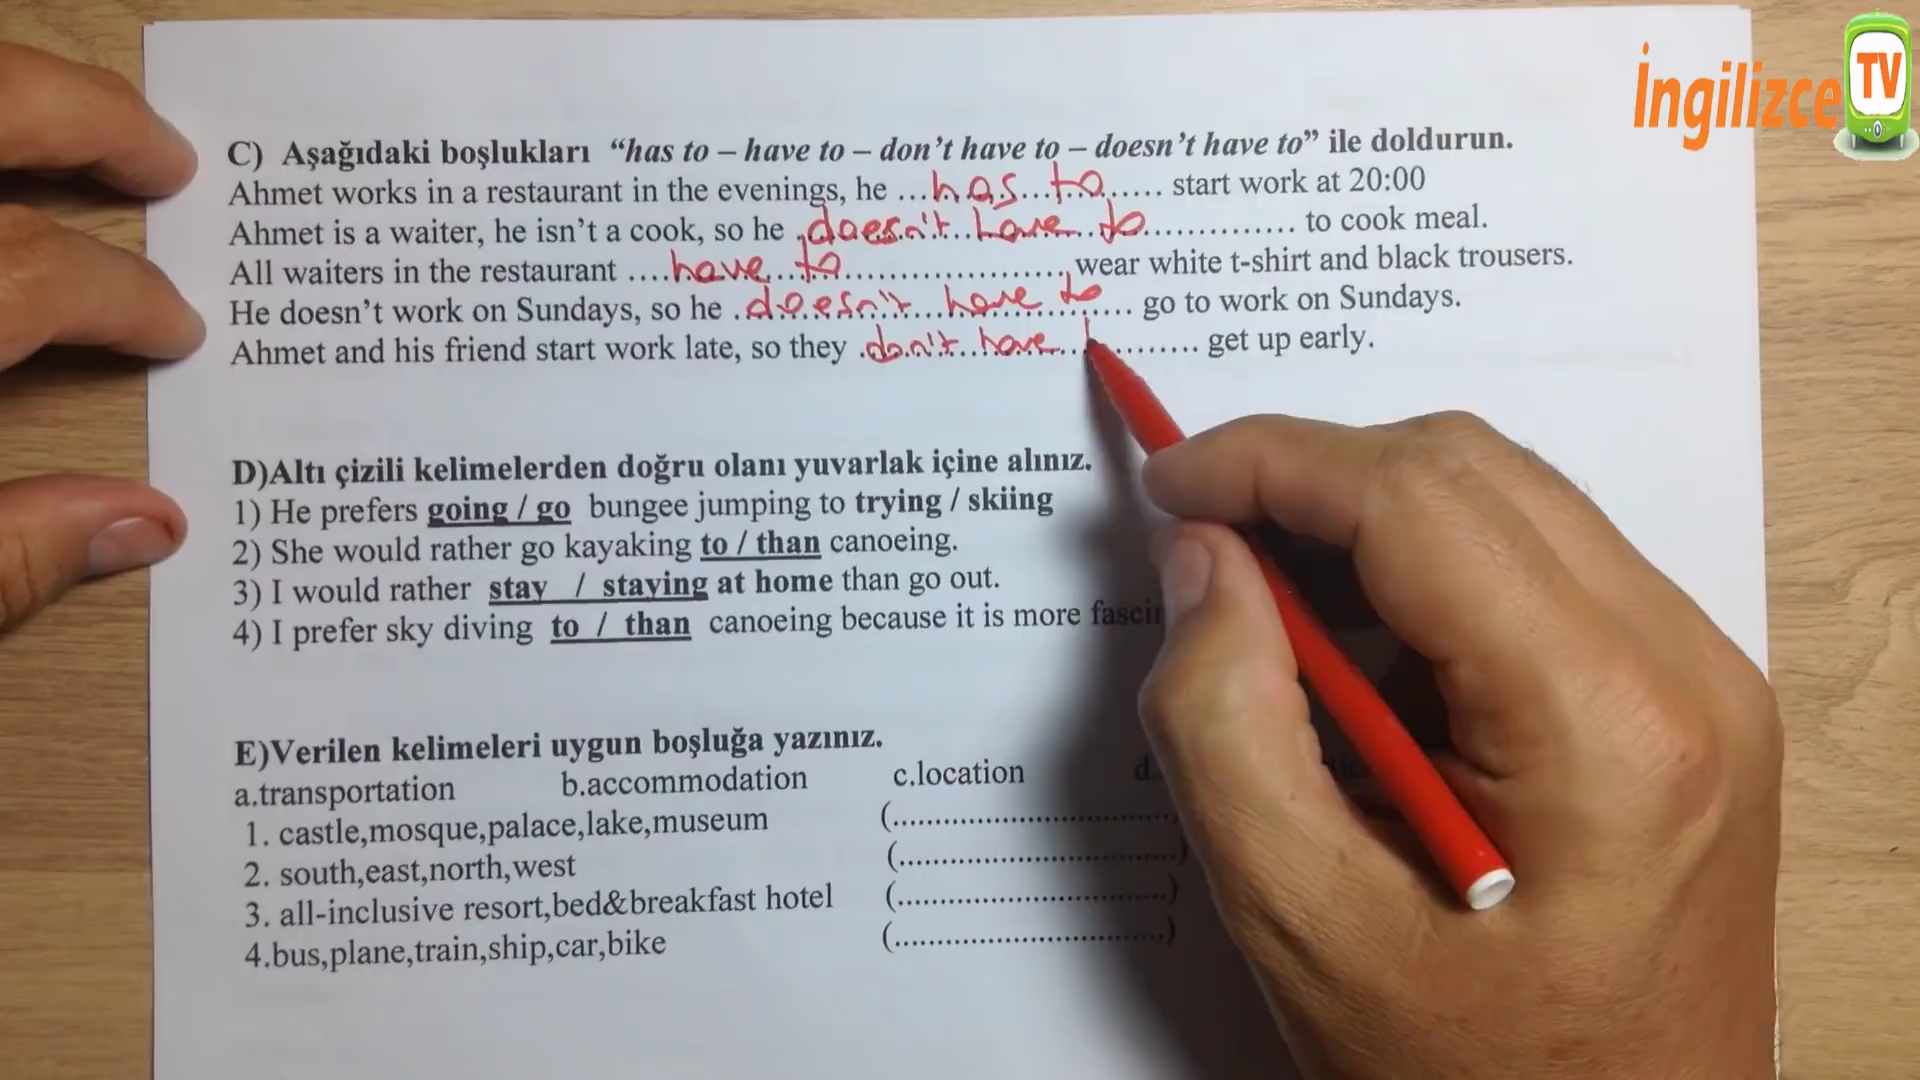 İngilizce TV
C) Aşağıdaki boşlukları “has to – have to – don’t have to – doesn’t have to” ile doldurun.
Ahmet works in a restaurant in the evenings, he ...has to...... start work at 20:00
Ahmet is a waiter, he isn’t a cook, so he .doesn't have to.............. to cook meal.
All waiters in the restaurant ....have to......................, wear white t-shirt and black trousers.
He doesn’t work on Sundays, so he .doesn't have to.... go to work on Sundays.
Ahmet and his friend start work late, so they .don't have .......... get up early.
D)Altı çizili kelimelerden doğru olanı yuvarlak içine alınız.
1) He prefers going / go bungee jumping to trying / skiing
2) She would rather go kayaking to / than canoeing.
3) I would rather stay / staying at home than go out.
4) I prefer sky diving to / than canoeing because it is more
E)Verilen kelimeleri uygun boşluğa yazınız.
a.transportation b.accommodation c.location d.
1. castle,mosque,palace,lake,museum (................................
2. south,east,north,west (................................)
3. all-inclusive resort,bed&breakfast hotel (................................)
4.bus,plane,train,ship,car,bike (................................)